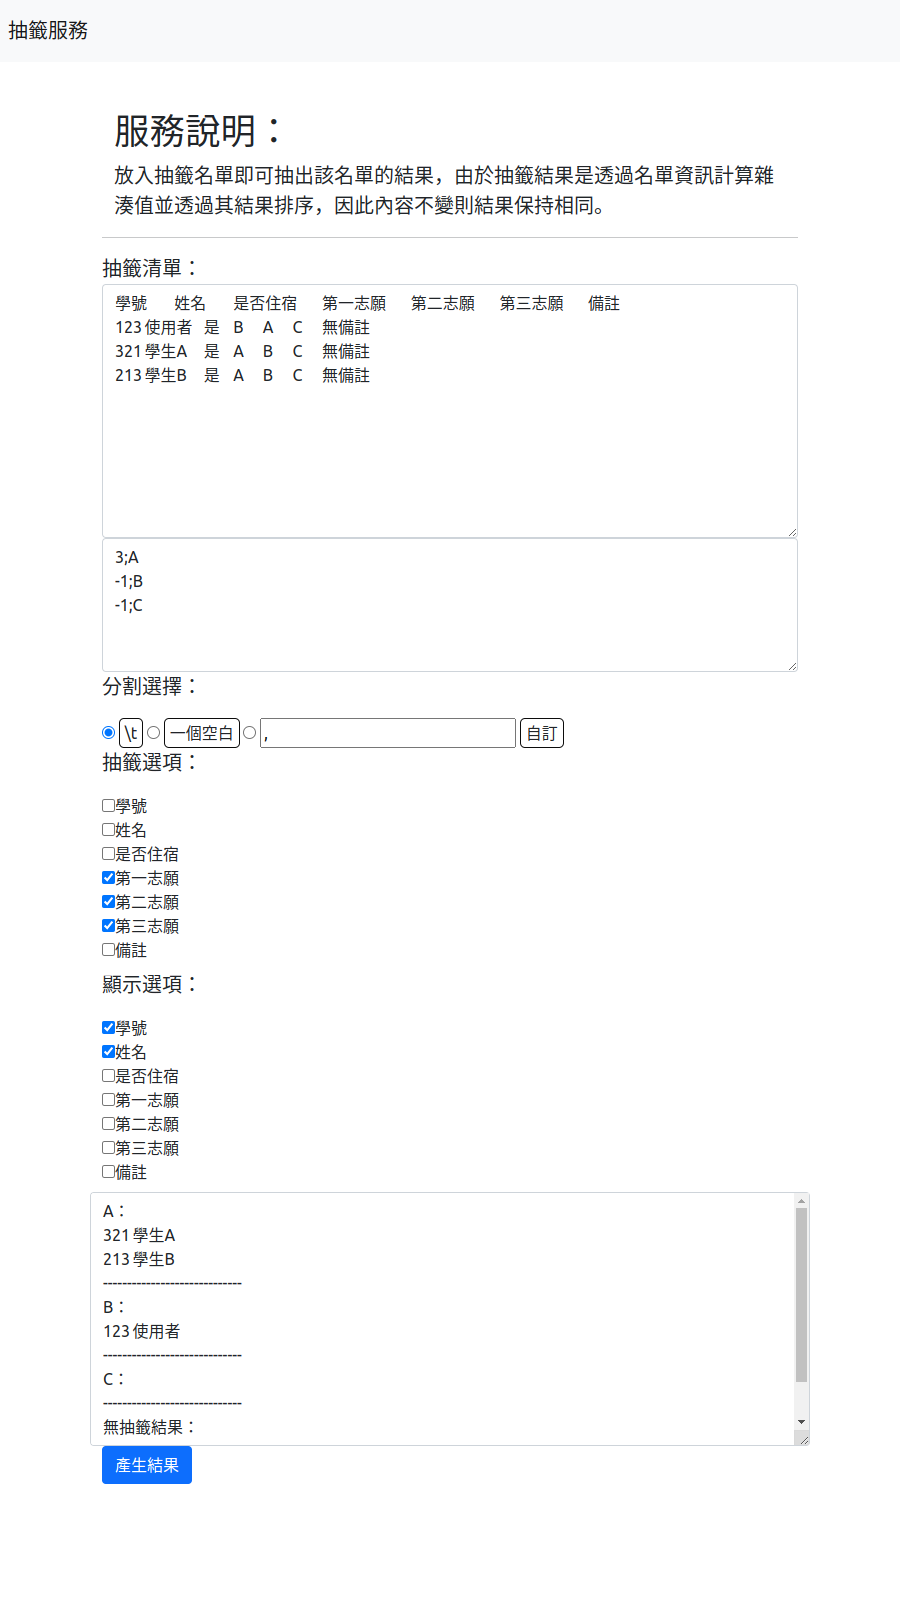 抽籤服務
服務說明：
放入抽籤名單即可抽出該名單的結果，由於抽籤結果是透過名單資訊計算雜
湊值並透過其結果排序，因此內容不變則結果保持相同。
抽籤清單：
學號 姓名 是否住宿 第一志願 第二志願 第三志願 備註
123 使用者 是 B A C 無備註
321 學生A 是 A B C 無備註
213 學生B 是 A B C 無備註
3;A
-1;B
-1;C
分割選擇：
\t 一個空白 , 自訂
抽籤選項：
學號
姓名
是否住宿
第一志願
第二志願
第三志願
備註
顯示選項：
學號
姓名
是否住宿
第一志願
第二志願
第三志願
備註
A：
321 學生A
213 學生B
-----------------------------
B：
123 使用者
-----------------------------
C：
-----------------------------
無抽籤結果：
產生結果